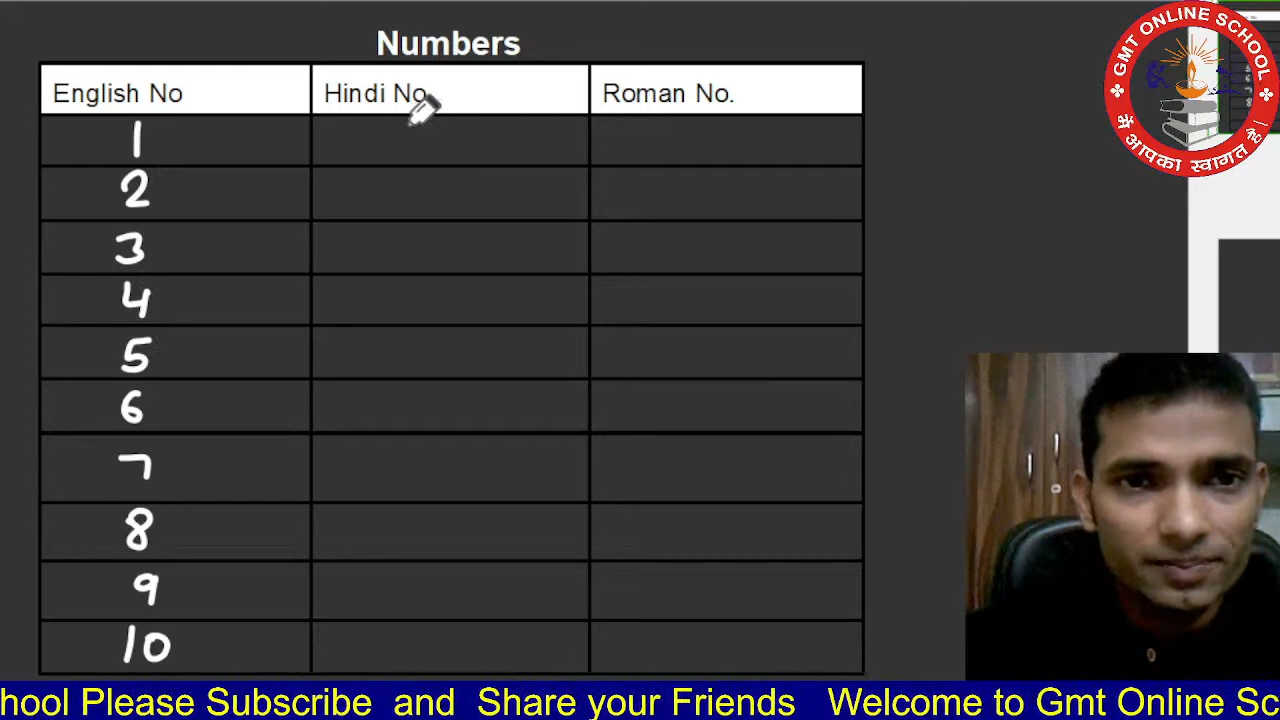 Numbers
English No Hindi No. Roman No.
1
2
3
4
5
6
7
8
9
10
GMT ONLINE SCHOOL
में आपका स्वागत है।
hool Please Subscribe and Share your Friends Welcome to Gmt Online Sc